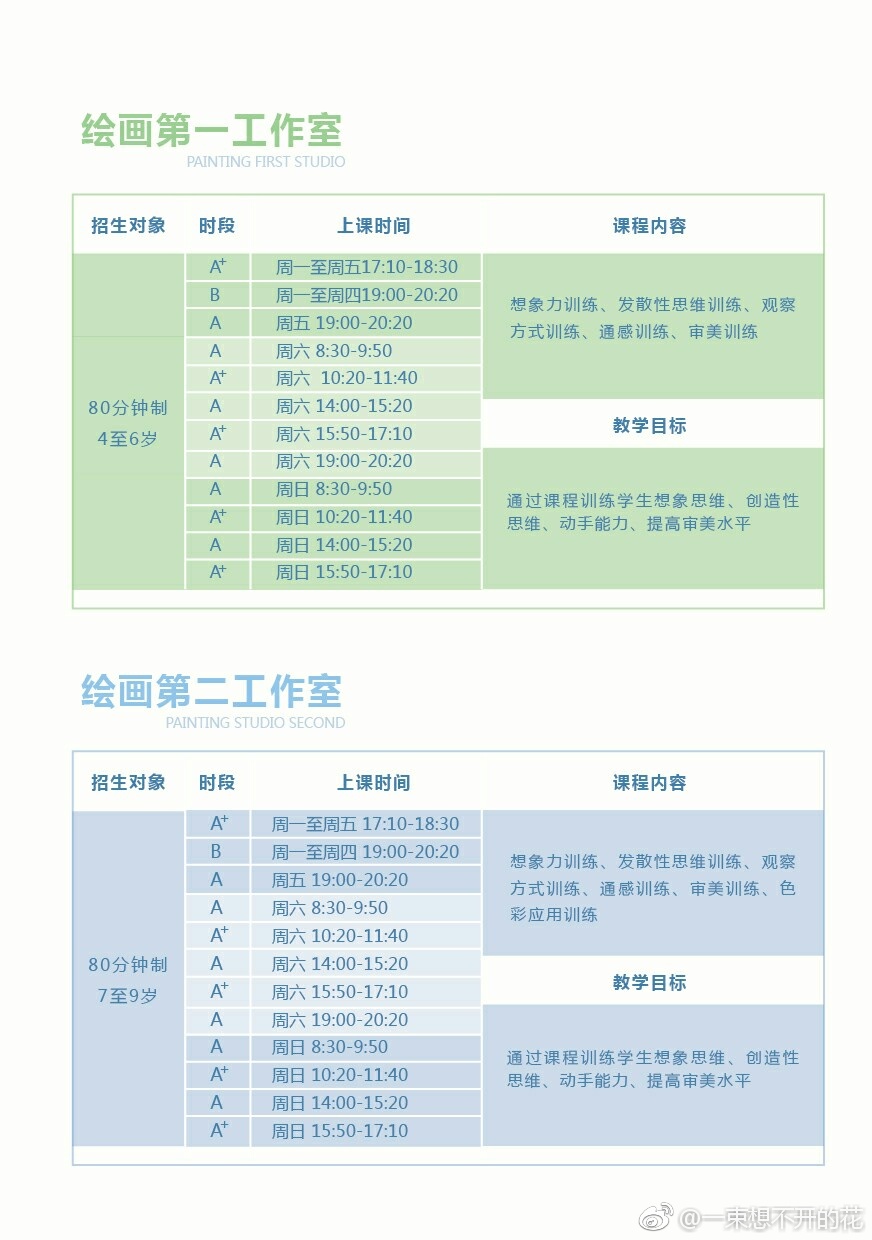 绘画第一工作室
PAINTING FIRST STUDIO
招生对象 时段 上课时间 课程内容
A+ 周一至周五17:10-18:30
B 周一至周四19:00-20:20
A 周五 19:00-20:20
A 周六 8:30-9:50
A+ 周六 10:20-11:40
A 周六 14:00-15:20
A+ 周六 15:50-17:10
A 周六 19:00-20:20
A 周日 8:30-9:50
A+ 周日 10:20-11:40
A 周日 14:00-15:20
A+ 周日 15:50-17:10
80分钟制
4至6岁
想象力训练、发散性思维训练、观察
方式训练、通感训练、审美训练
教学目标
通过课程训练学生想象思维、创造性
思维、动手能力、提高审美水平
绘画第二工作室
PAINTING STUDIO SECOND
招生对象 时段 上课时间 课程内容
A+ 周一至周五 17:10-18:30
B 周一至周四 19:00-20:20
A 周五 19:00-20:20
A 周六 8:30-9:50
A+ 周六 10:20-11:40
A 周六 14:00-15:20
A+ 周六 15:50-17:10
A 周六 19:00-20:20
A 周日 8:30-9:50
A+ 周日 10:20-11:40
A 周日 14:00-15:20
A+ 周日 15:50-17:10
80分钟制
7至9岁
想象力训练、发散性思维训练、观察
方式训练、通感训练、审美训练、色
彩应用训练
教学目标
通过课程训练学生想象思维、创造性
思维、动手能力、提高审美水平
@一束想不开的花